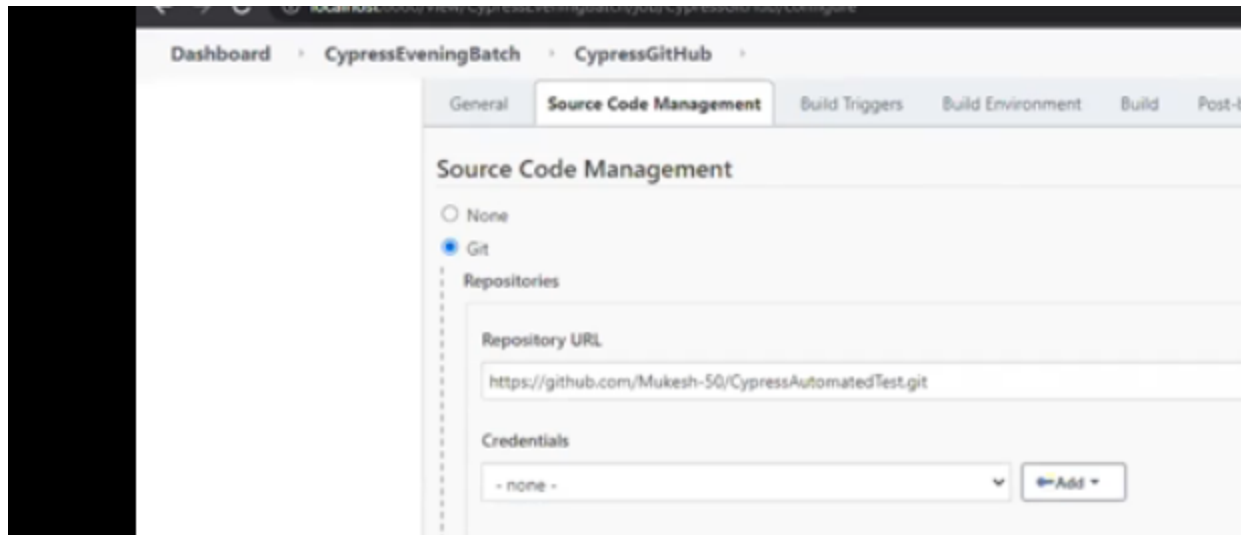 Dashboard CypressEveningBatch CypressGitHub
General Source Code Management Build Triggers Build Environment Build
Source Code Management
None
Git
Repositories
Repository URL
https://github.com/Mukesh-50/CypressAutomatedTest.git
Credentials
- none - Add